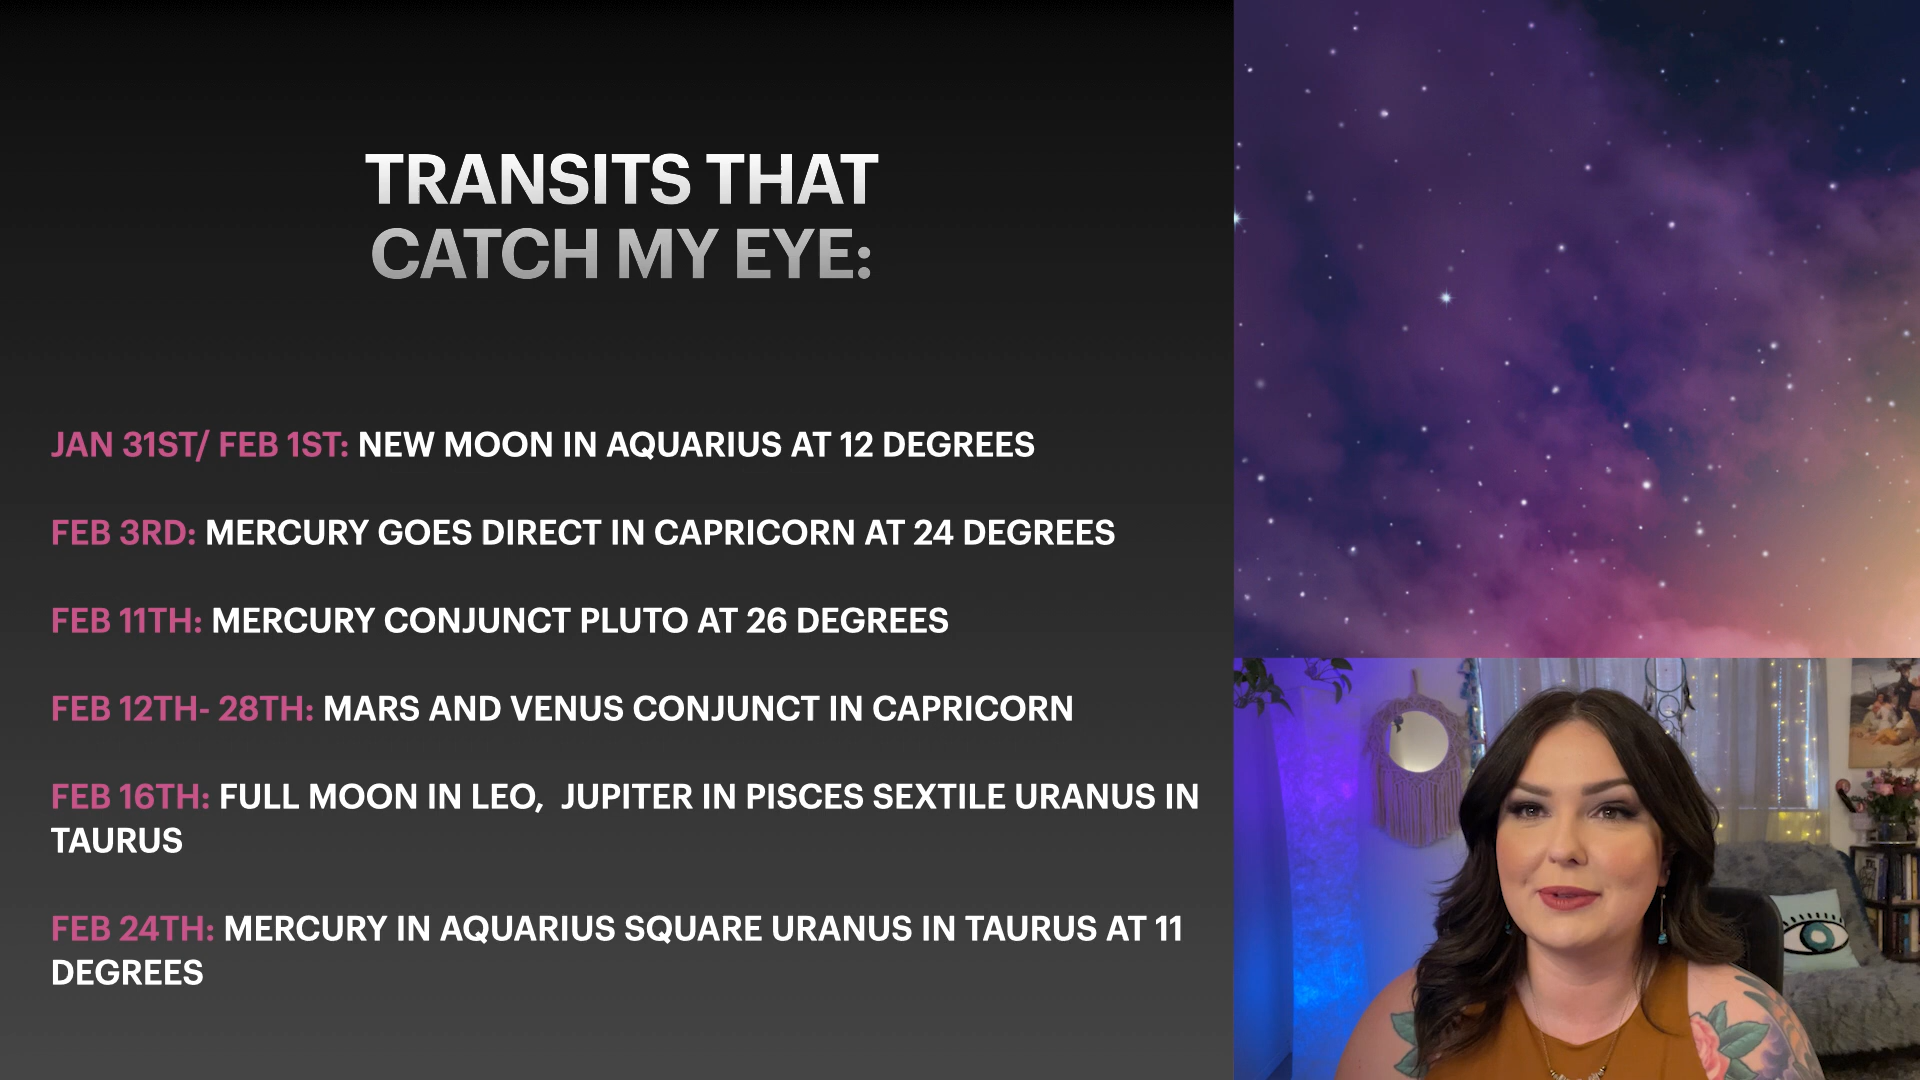 TRANSITS THAT
CATCH MY EYE:
JAN 31ST/ FEB 1ST: NEW MOON IN AQUARIUS AT 12 DEGREES
FEB 3RD: MERCURY GOES DIRECT IN CAPRICORN AT 24 DEGREES
FEB 11TH: MERCURY CONJUNCT PLUTO AT 26 DEGREES
FEB 12TH- 28TH: MARS AND VENUS CONJUNCT IN CAPRICORN
FEB 16TH: FULL MOON IN LEO,  JUPITER IN PISCES SEXTILE URANUS IN
TAURUS
FEB 24TH: MERCURY IN AQUARIUS SQUARE URANUS IN TAURUS AT 11
DEGREES